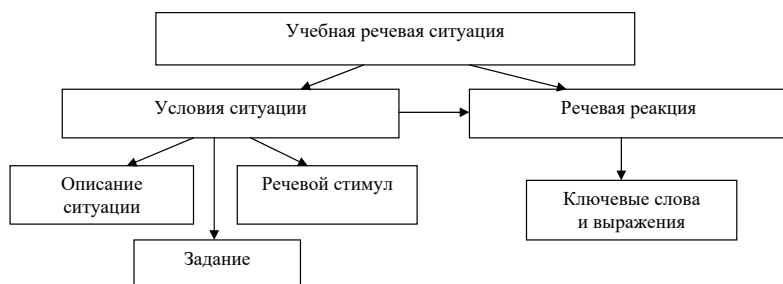 Учебная речевая ситуация
Условия ситуации
Речевая реакция
Описание
ситуации
Речевой стимул
Ключевые слова
и выражения
Задание